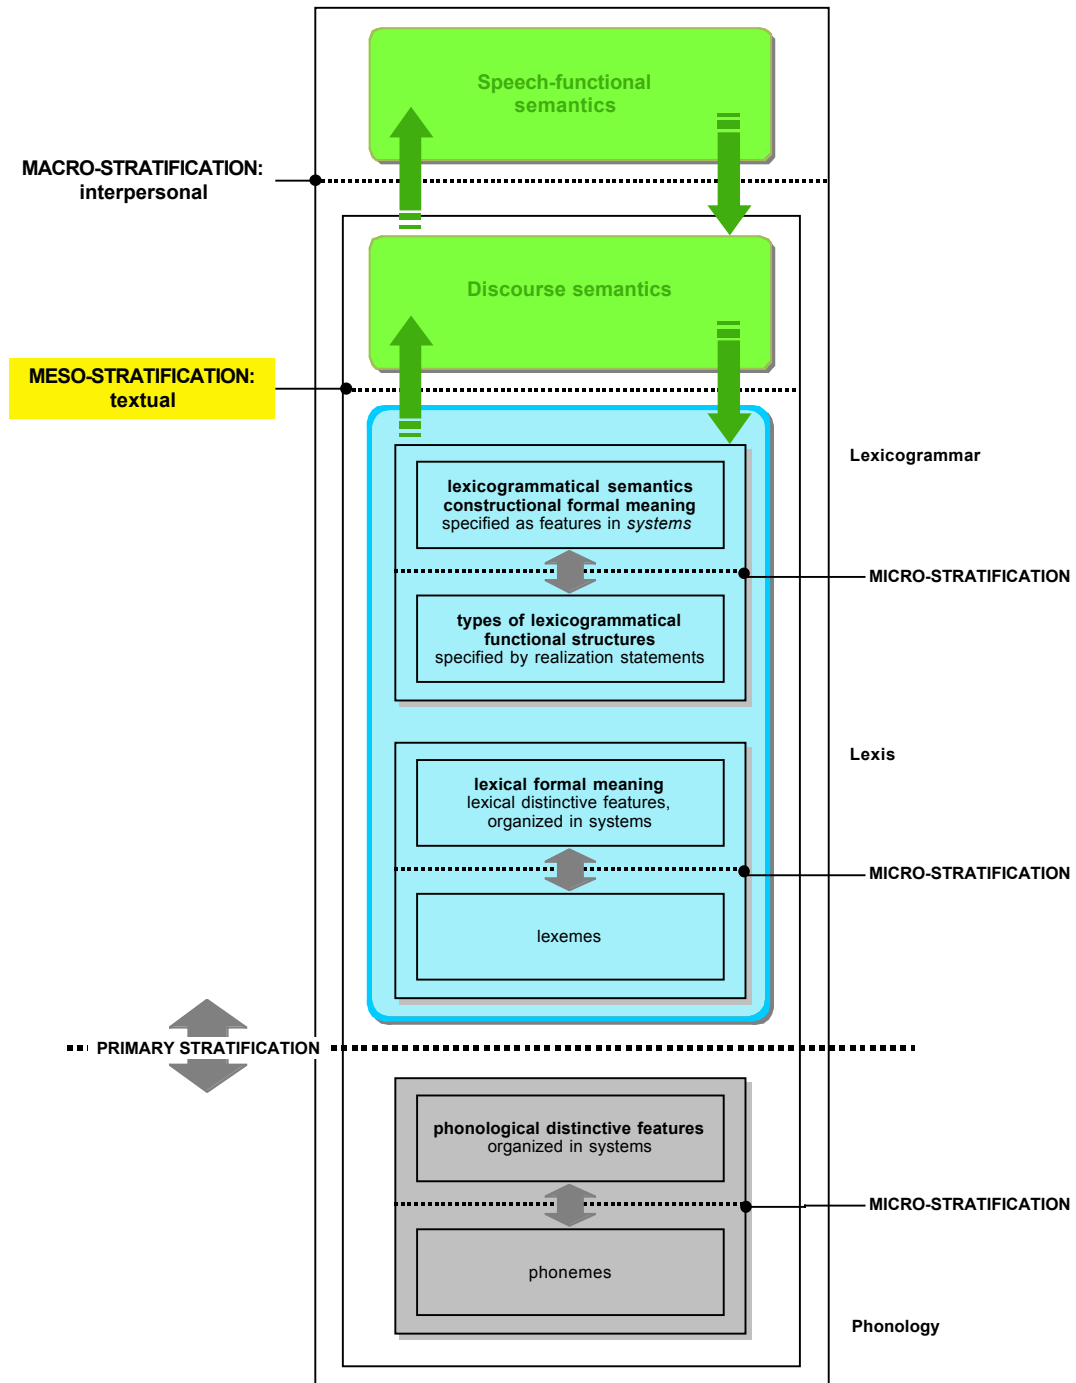 Speech-functional
semantics
MACRO-STRATIFICATION:
interpersonal
Discourse semantics
MESO-STRATIFICATION:
textual
Lexicogrammar
lexicogrammatical semantics
constructional formal meaning
specified as features in systems
MICRO-STRATIFICATION
types of lexicogrammatical
functional structures
specified by realization statements
Lexis
lexical formal meaning
lexical distinctive features,
organized in systems
MICRO-STRATIFICATION
lexemes
PRIMARY STRATIFICATION
phonological distinctive features
organized in systems
MICRO-STRATIFICATION
phonemes
Phonology